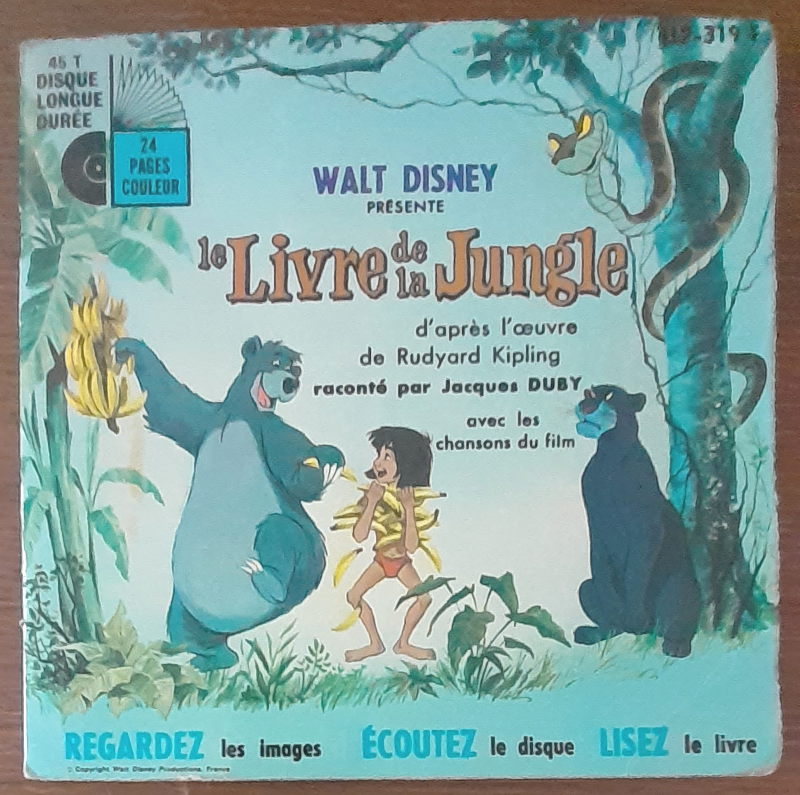 45 T
DISQUE
LONGUE
DURÉE
24
PAGES
COULEUR
WALT DISNEY
PRÉSENTE
le Livre de la Jungle
d'après l'œuvre
de Rudyard Kipling
raconté par Jacques DUBY
avec les
chansons du film
REGARDEZ les images ÉCOUTEZ le disque LISEZ le livre
© Copyright Walt Disney Productions, France